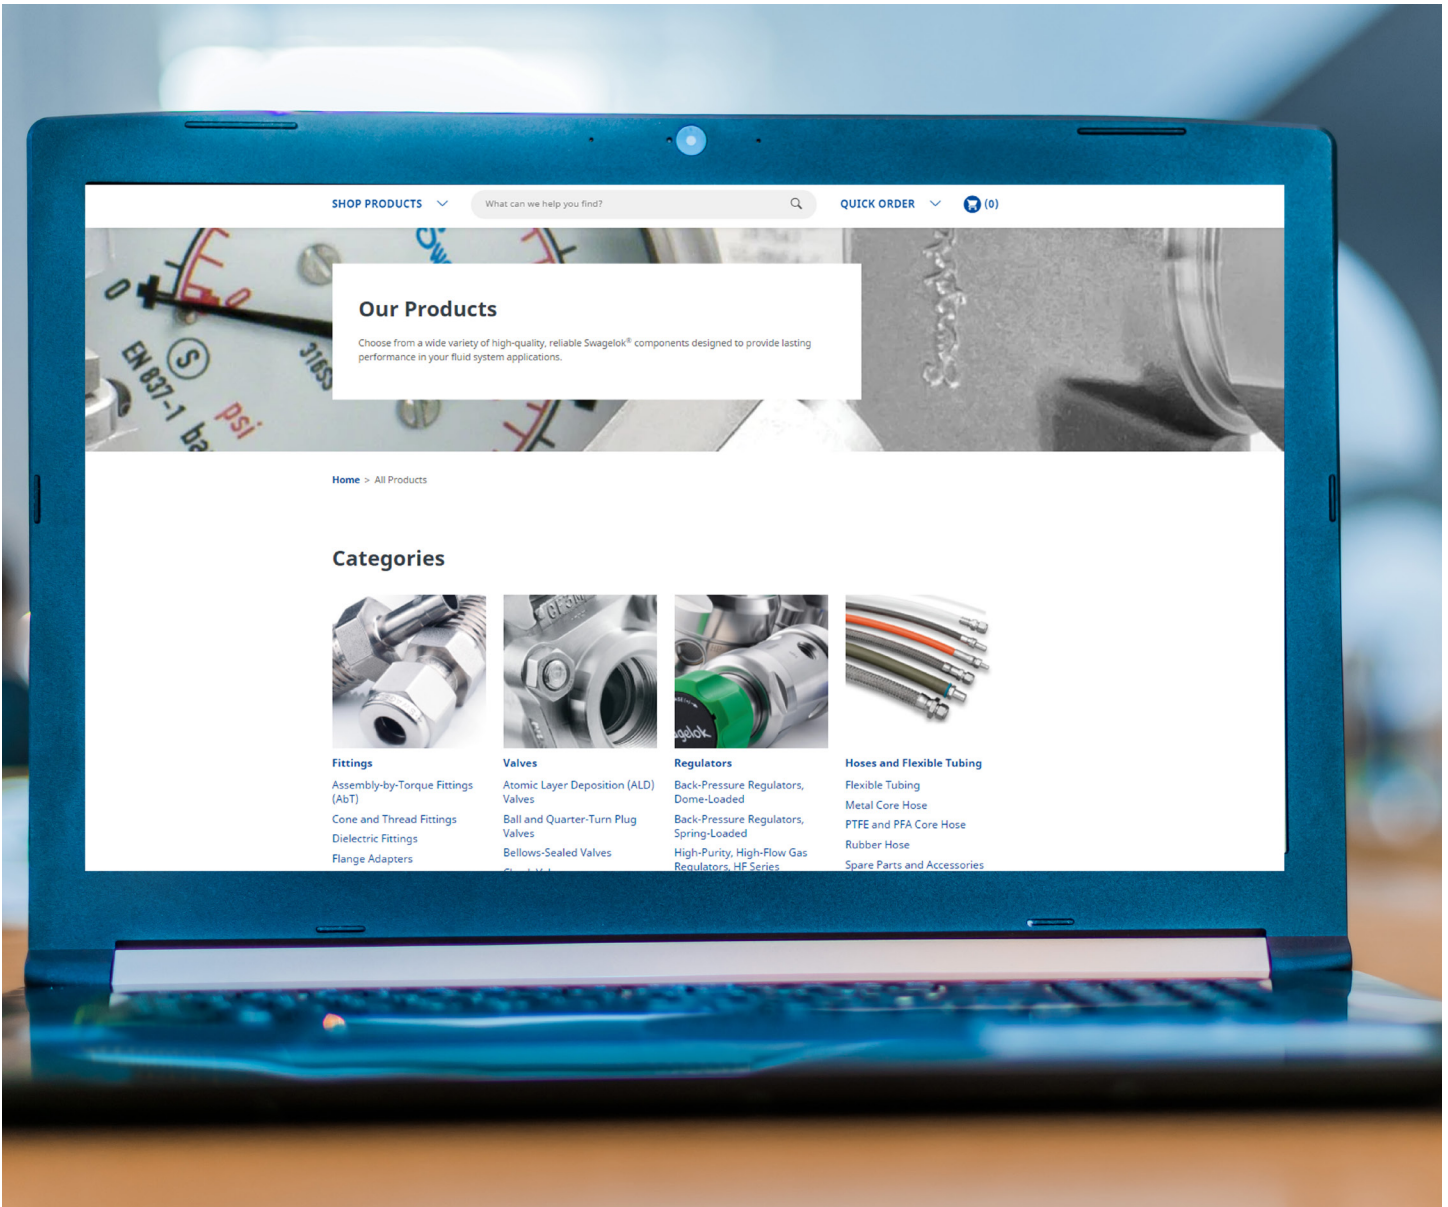 SHOP PRODUCTS
What can we help you find?
QUICK ORDER
(0)
0
0
EN 837-1
S
psi
316SS
Our Products
Choose from a wide variety of high-quality, reliable Swagelok® components designed to provide lasting
performance in your fluid system applications.
Home > All Products
Categories
Fittings
Assembly-by-Torque Fittings
(AbT)
Cone and Thread Fittings
Dielectric Fittings
Flange Adapters
Valves
Atomic Layer Deposition (ALD)
Valves
Ball and Quarter-Turn Plug
Valves
Bellows-Sealed Valves
Regulators
Back-Pressure Regulators,
Dome-Loaded
Back-Pressure Regulators,
Spring-Loaded
High-Purity, High-Flow Gas
Regulators, HF Series
Hoses and Flexible Tubing
Flexible Tubing
Metal Core Hose
PTFE and PFA Core Hose
Rubber Hose
Spare Parts and Accessories